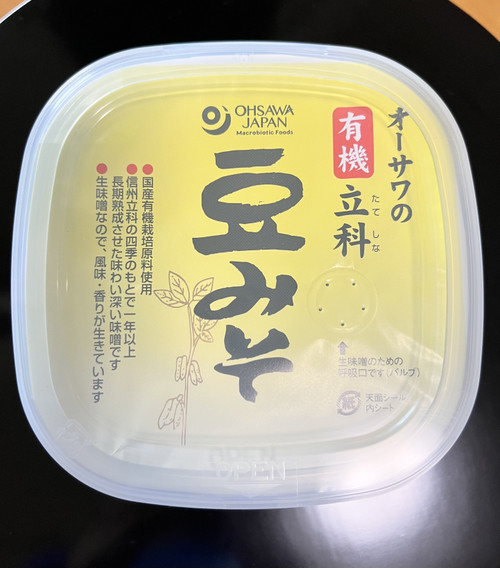 OHSAWA
JAPAN
Macrobiotic Foods
オーサワの
有機
立科
たてしな
豆みそ
●国産有機栽培原料使用
●信州立科の四季のもとで一年以上
長期熟成させた味わい深い味噌です
●生味噌なので、風味・香りが生きています
生味噌のための
呼吸口です(バルブ)
紙
天面シール
内シート
OPEN